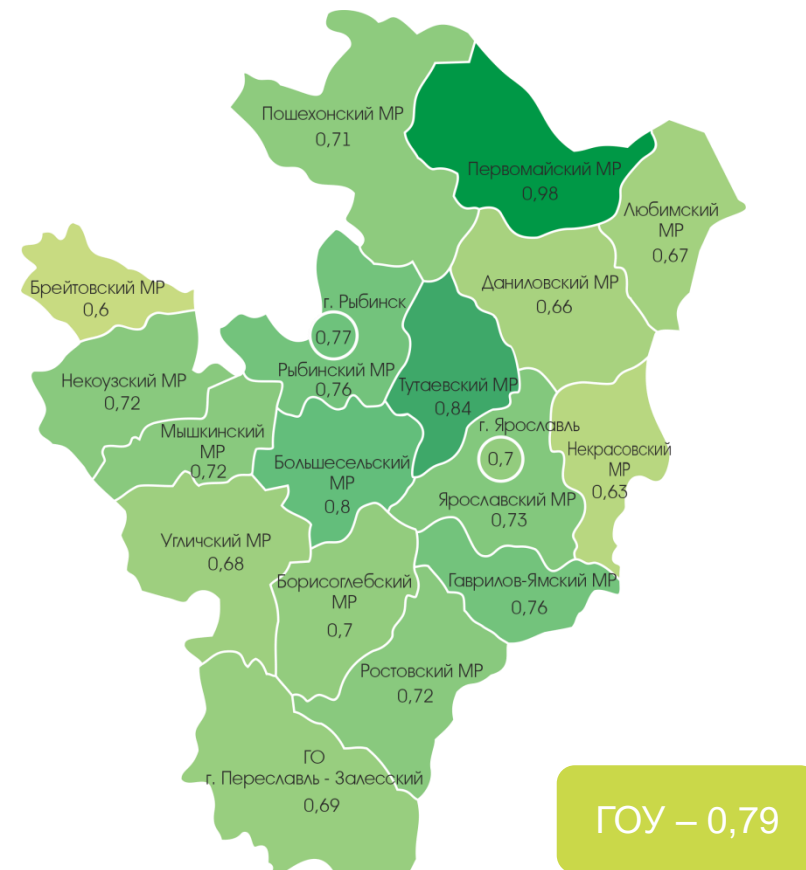 Пошехонский МР
0,71
Первомайский МР
0,98
Любимский
МР
0,67
Брейтовский МР
0,6
Даниловский МР
0,66
г. Рыбинск
0,77
Рыбинский МР
0,76
Некоузский МР
0,72
Тутаевский МР
0,84
Мышкинский
МР
0,72
г. Ярославль
0,7
Большесельский
МР
0,8
Некрасовский
МР
0,63
Ярославский МР
0,73
Угличский МР
0,68
Борисоглебский
МР
0,7
Гаврилов-Ямский МР
0,76
Ростовский МР
0,72
ГО
г. Переславль - Залесский
0,69
ГОУ – 0,79